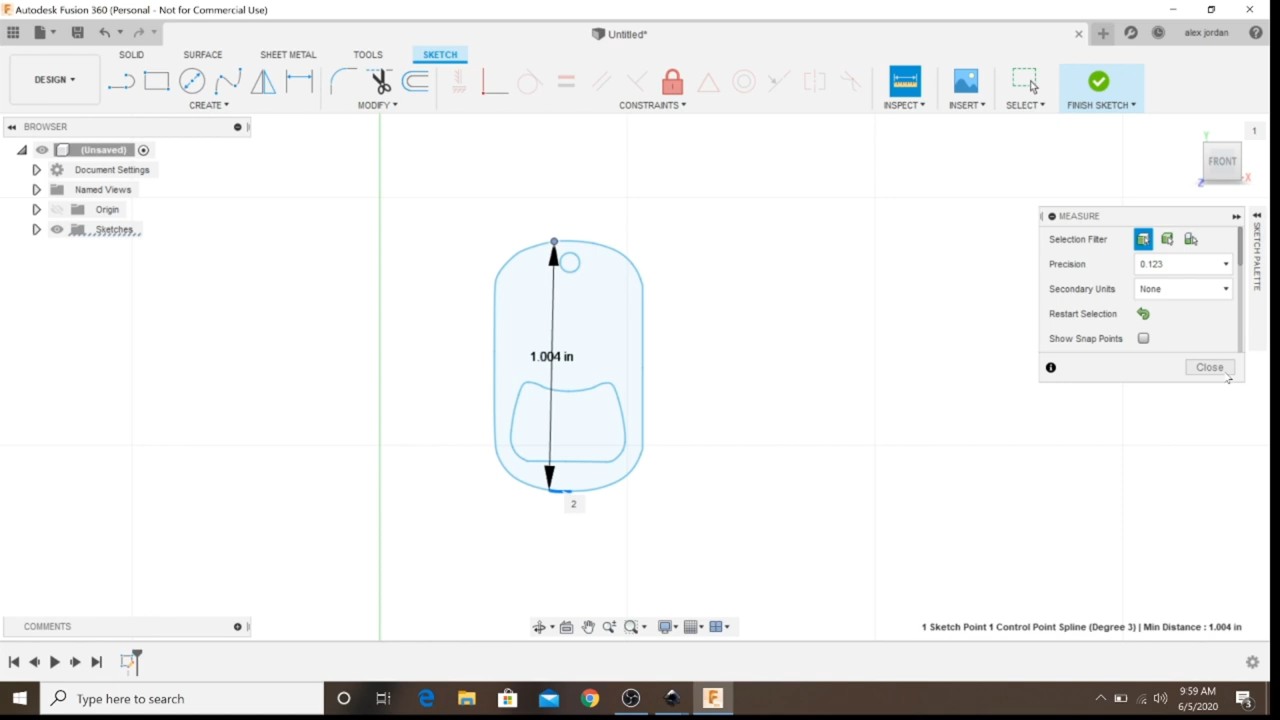 Autodesk Fusion 360 (Personal - Not for Commercial Use)
Untitled*
alex jordan
SOLID
SURFACE
SHEET METAL
TOOLS
SKETCH
DESIGN
CREATE
MODIFY
CONSTRAINTS
INSPECT
INSERT
SELECT
FINISH SKETCH
BROWSER
(Unsaved)
Document Settings
Named Views
Origin
Sketches
1
Y
FRONT
X
Z
MEASURE
Selection Filter
Precision
0.123
Secondary Units
None
Restart Selection
Show Snap Points
Close
SKETCH PALETTE
1.004 in
2
COMMENTS
1 Sketch Point 1 Control Point Spline (Degree 3) | Min Distance : 1.004 in
Type here to search
9:59 AM
6/5/2020
3